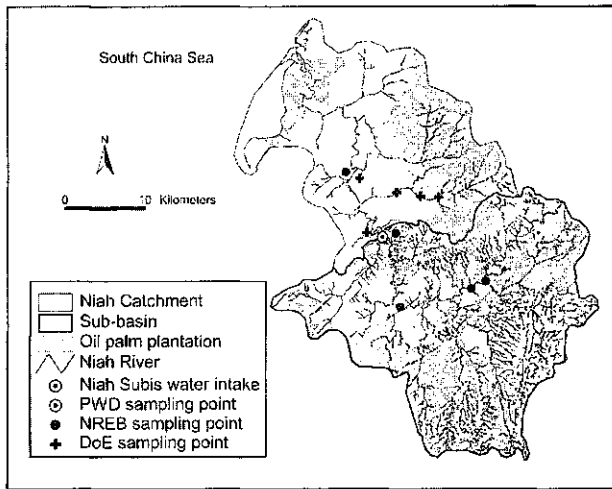 South China Sea
N
0 10 Kilometers
Niah Catchment
Sub-basin
Oil palm plantation
Niah River
Niah Subis water intake
PWD sampling point
NREB sampling point
DoE sampling point